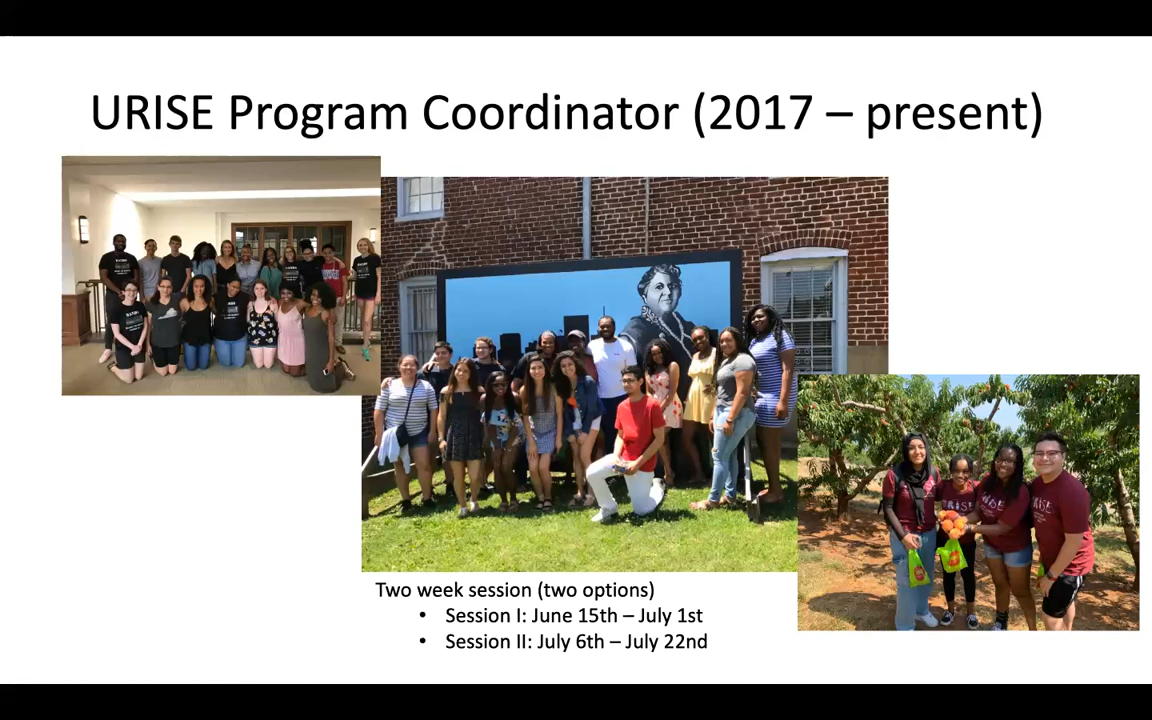 URISE Program Coordinator (2017 – present)
Two week session (two options)
• Session I: June 15th – July 1st
• Session II: July 6th – July 22nd